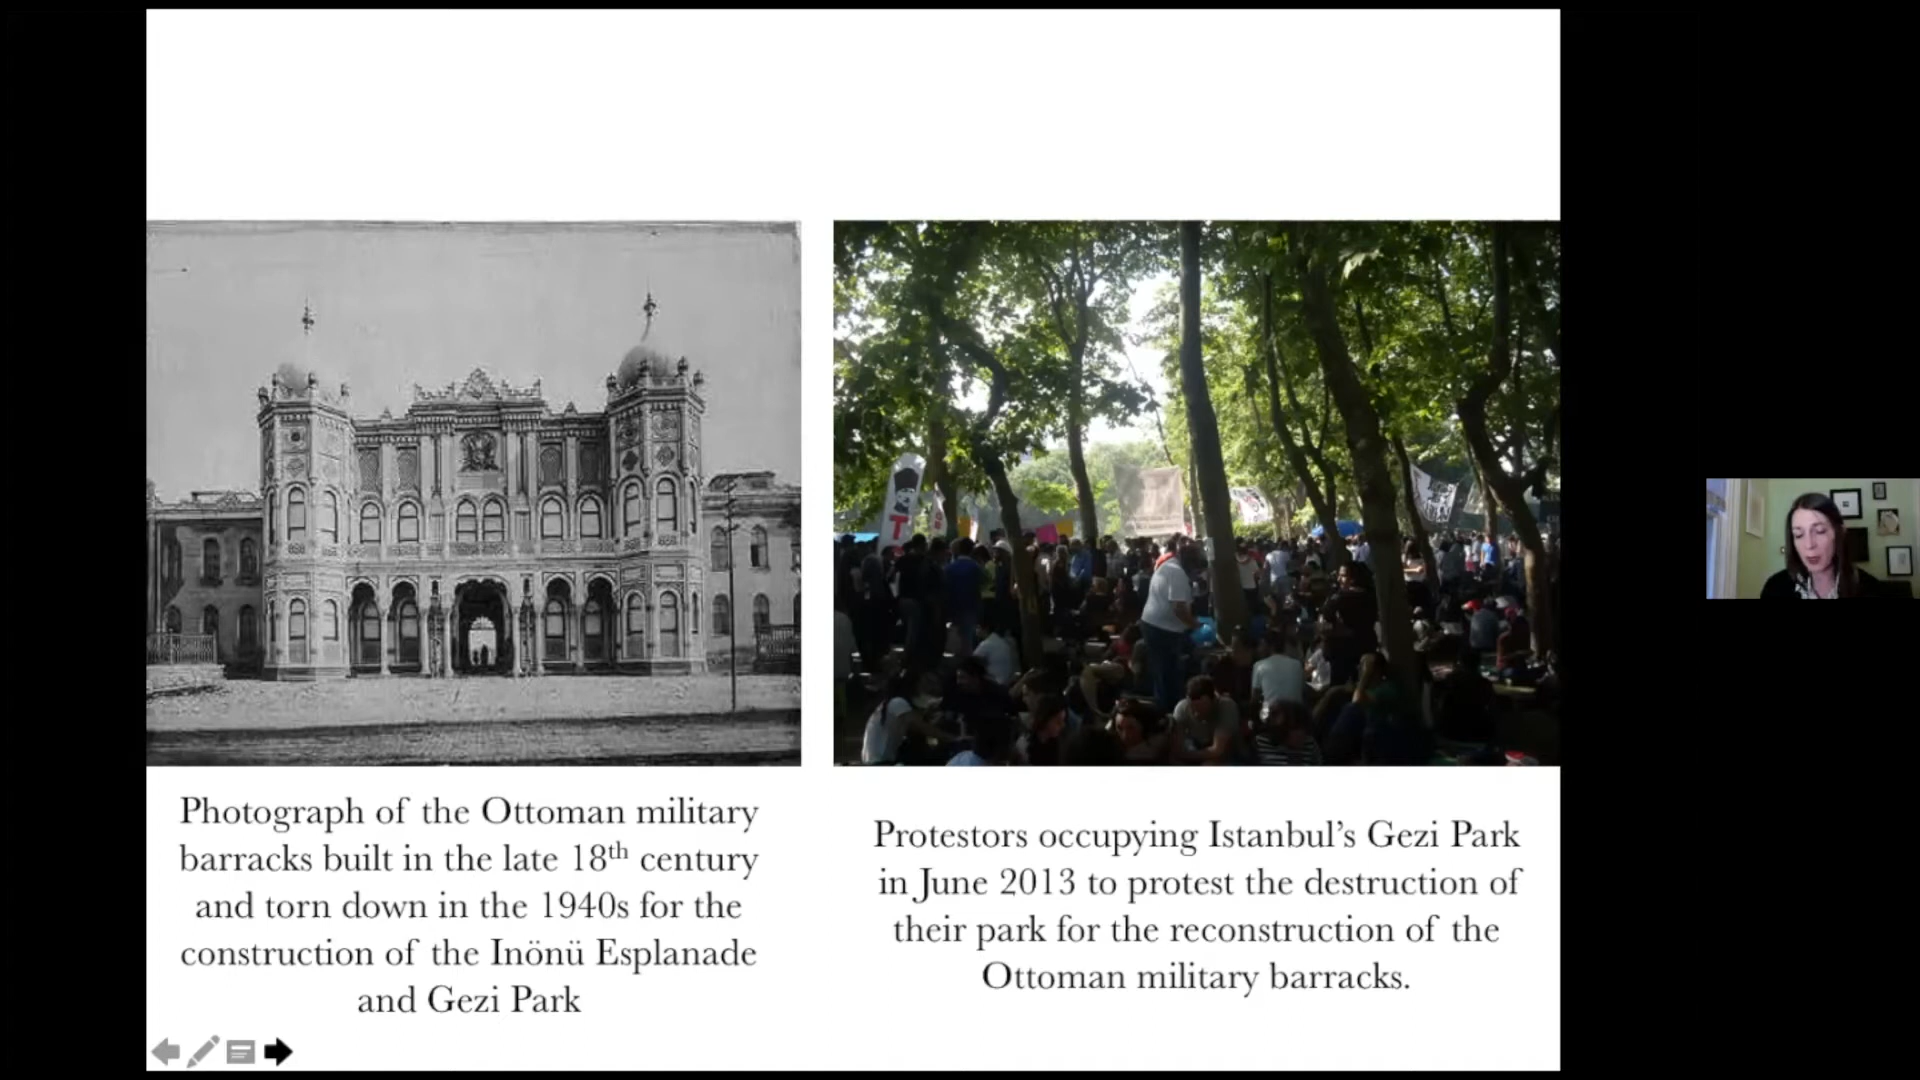 Photograph of the Ottoman military
barracks built in the late 18th century
and torn down in the 1940s for the
construction of the Inönü Esplanade
and Gezi Park
Protestors occupying Istanbul’s Gezi Park
in June 2013 to protest the destruction of
their park for the reconstruction of the
Ottoman military barracks.
T